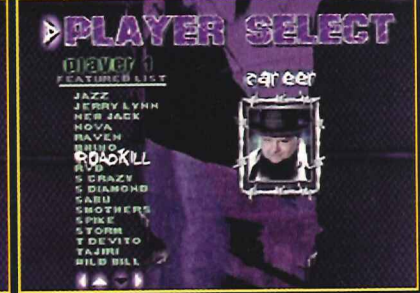 PLAYER SELECT
player 1
FEATURED LIST
career
JAZZ
JERRY LYNN
NEW JACK
NOVA
RAVEN
RHINO
ROADKILL
RVD
S CRAZY
S DIAMOND
SABU
SMOTHERS
SPIKE
STORM
T DEVITO
TAJIRI
WILD BILL